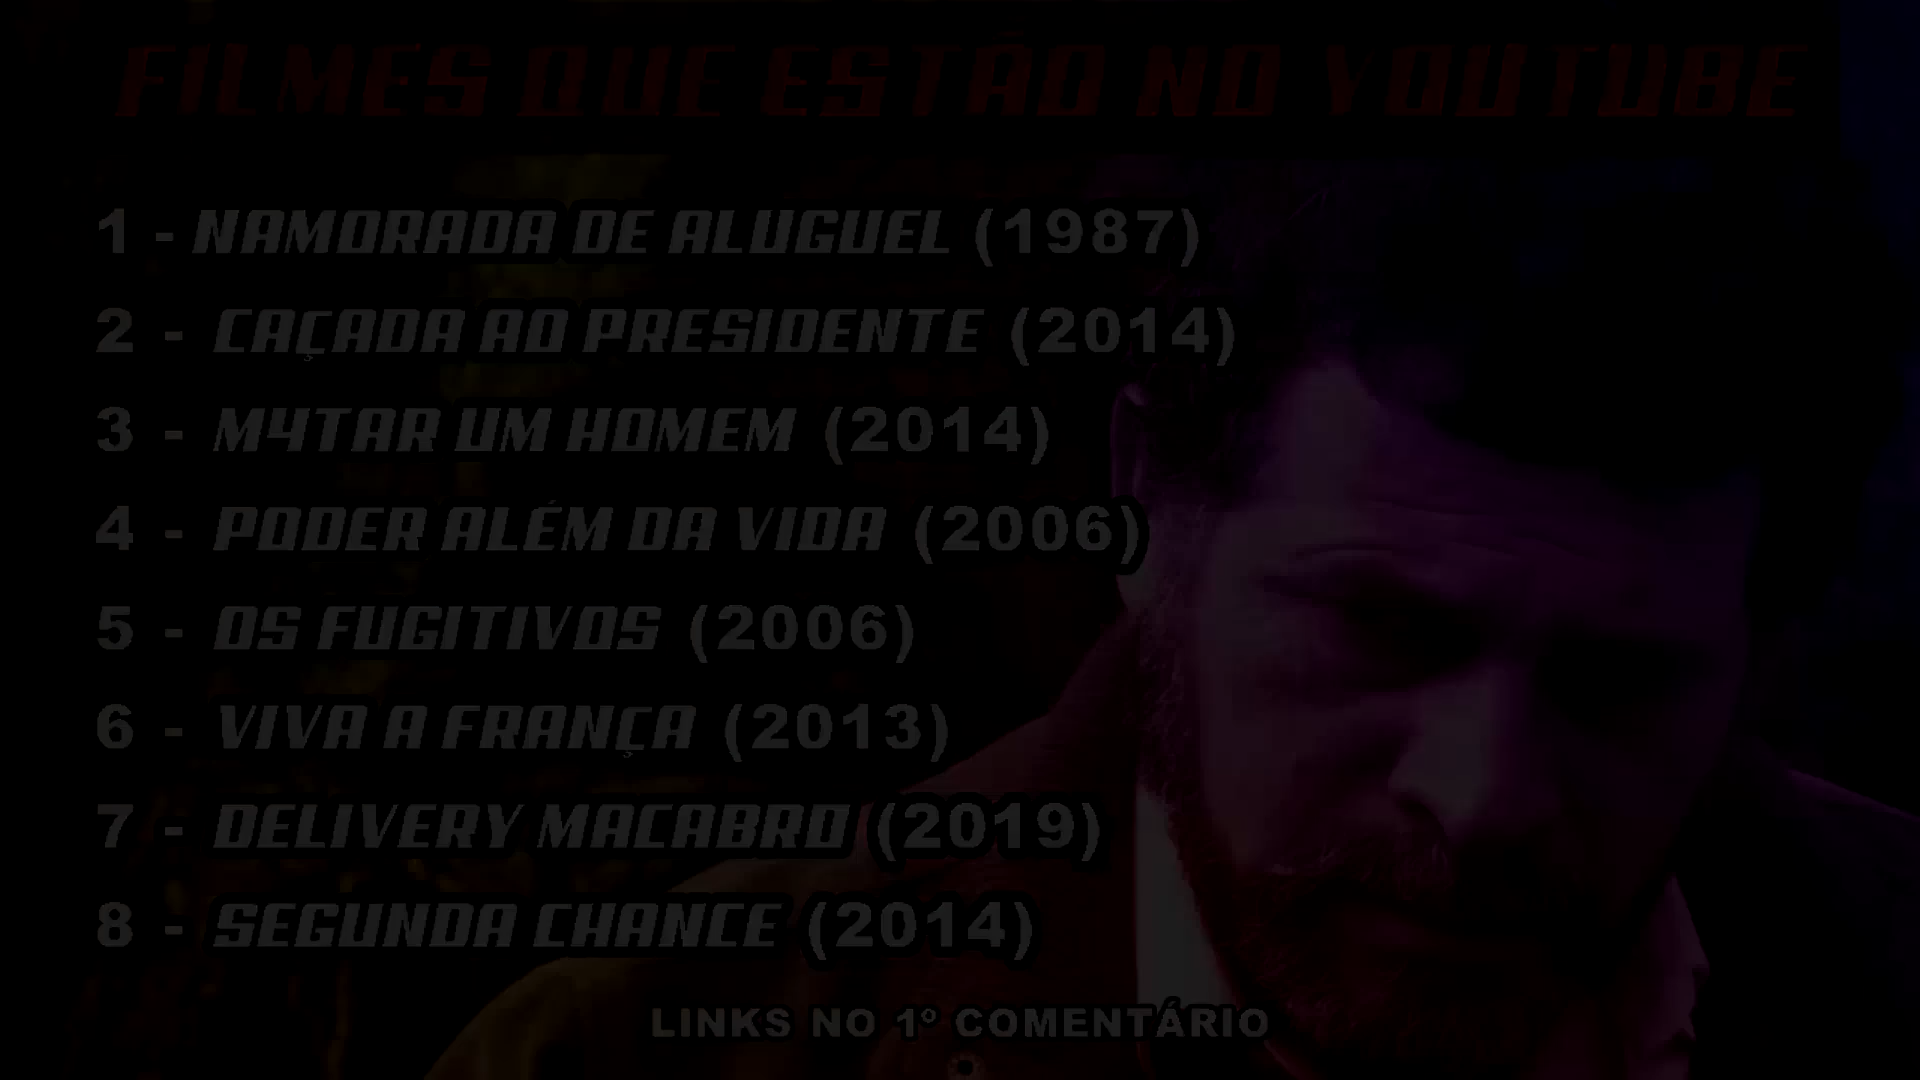 FILMES QUE ESTÃO NO YOUTUBE
1 - NAMORADA DE ALUGUEL (1987)
2 - CAÇADA AO PRESIDENTE (2014)
3 - M4TAR UM HOMEM (2014)
4 - PODER ALÉM DA VIDA (2006)
5 - OS FUGITIVOS (2006)
6 - VIVA A FRANÇA (2013)
7 - DELIVERY MACABRO (2019)
8 - SEGUNDA CHANCE (2014)
LINKS NO 1º COMENTÁRIO